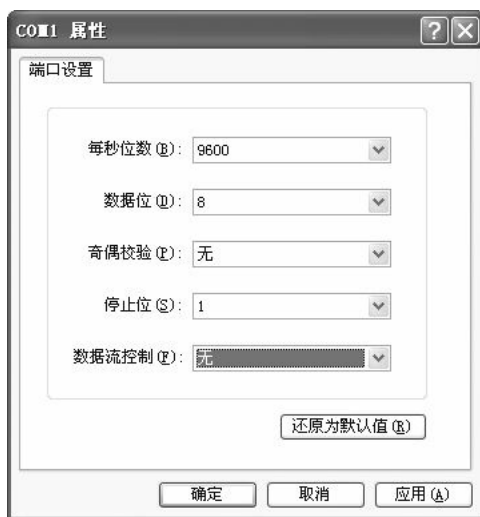 COM1 属性
端口设置
每秒位数(B): 9600
数据位(D): 8
奇偶校验(P): 无
停止位(S): 1
数据流控制(F): 无
还原为默认值(R)
确定 取消 应用(A)